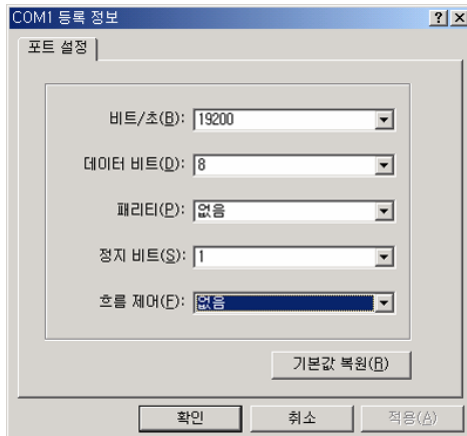 COM1 등록 정보
포트 설정
비트/초(B): 19200
데이터 비트(D): 8
패리티(P): 없음
정지 비트(S): 1
흐름 제어(F): 없음
기본값 복원(R)
확인 취소 적용(A)